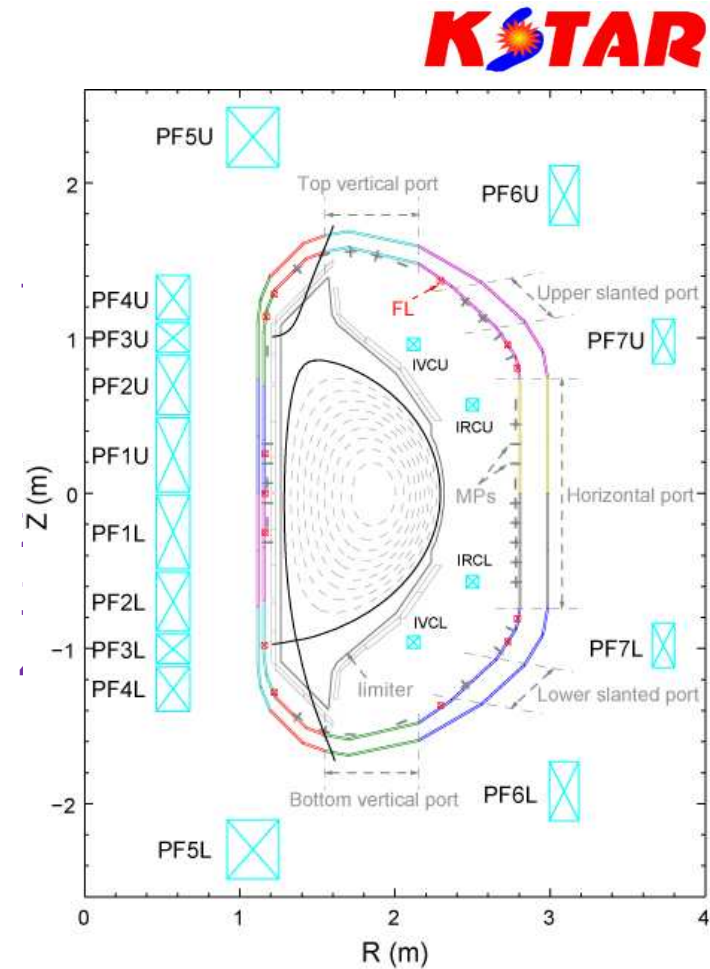 KSTAR
PF5U
PF6U
Top vertical port
PF4U
Upper slanted port
FL
PF3U
PF7U
IVCU
PF2U
IRCU
PF1U
MPs
Horizontal port
Z (m)
PF1L
IRCL
PF2L
IVCL
PF3L
PF7L
PF4L
limiter
Lower slanted port
Bottom vertical port
PF6L
PF5L
2
1
0
−1
−2
0 1 2 3 4
R (m)